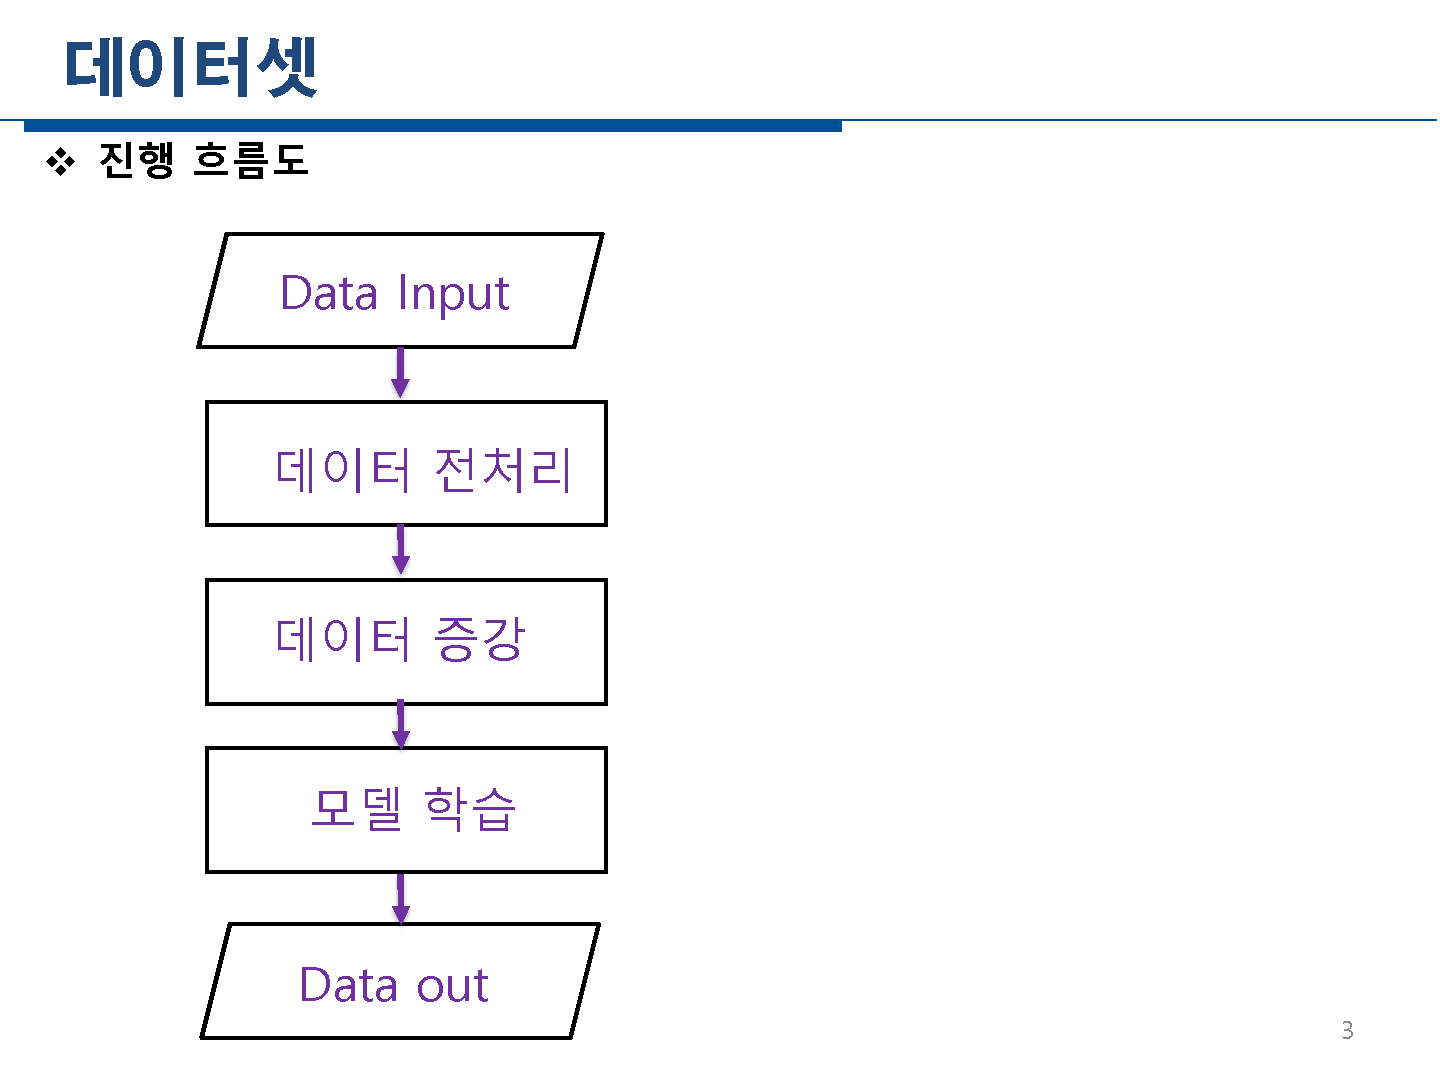 데이터셋
진행 흐름도
Data Input
데이터 전처리
데이터 증강
모델 학습
Data out
3